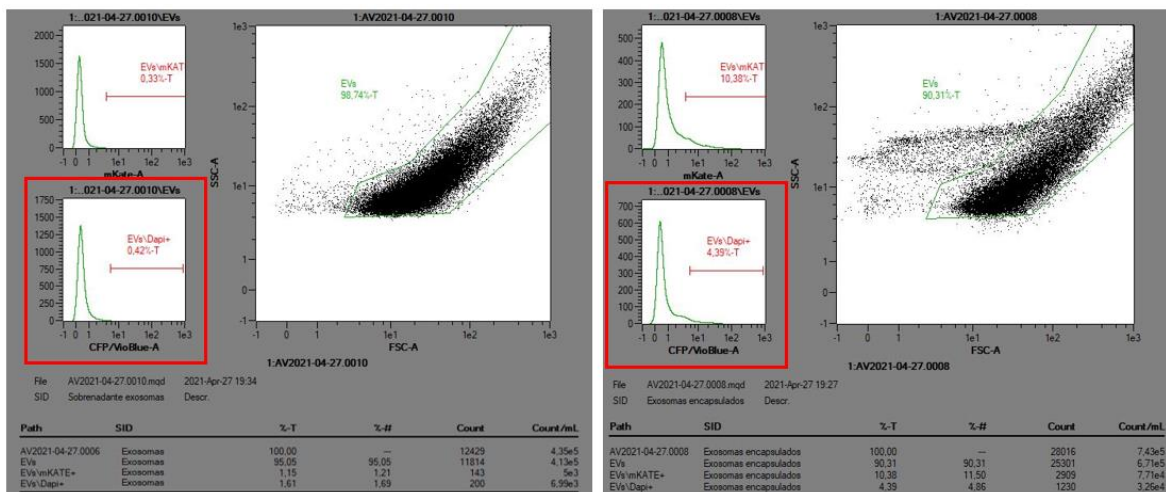 1:...021-04-27.0010\EVs
2000
1500
1000
500
0
EVs\mKAT
0,33%-T
-1 0 1 1e1 1e2 1e3
mKate-A
1:...021-04-27.0010\EVs
1750
1500
1250
1000
750
500
250
0
EVs\Dapi+
0,42%-T
-1 0 1 1e1 1e2 1e3
CFP/VioBlue-A
1:AV2021-04-27.0010
1e3
1e2
1e1
1
0
-1
SSC-A
EVs
98,74%-T
-1 0 1 1e1 1e2 1e3
FSC-A
1:AV2021-04-27.0010
File AV2021-04-27.0010.mqd 2021-Apr-27 19:34
SID Sobrenadante exosomas Descr.
Path SID %-T %-# Count Count/mL
AV2021-04-27.0006 Exosomas 100,00 --- 12429 4,35e5
EVs Exosomas 95,05 95,05 11814 4,13e5
EVs\mKATE+ Exosomas 1,15 1,21 143 5e3
EVs\Dapi+ Exosomas 1,61 1,69 200 6,99e3
1:...021-04-27.0008\EVs
500
400
300
200
100
0
EVs\mKAT
10,38%-T
-1 0 1 1e1 1e2 1e3
mKate-A
1:...021-04-27.0008\EVs
700
600
500
400
300
200
100
0
EVs\Dapi+
4,39%-T
-1 0 1 1e1 1e2 1e3
CFP/VioBlue-A
1:AV2021-04-27.0008
1e3
1e2
1e1
1
0
-1
SSC-A
EVs
90,31%-T
-1 0 1 1e1 1e2 1e3
FSC-A
1:AV2021-04-27.0008
File AV2021-04-27.0008.mqd 2021-Apr-27 19:27
SID Exosomas encapsulados Descr.
Path SID %-T %-# Count Count/mL
AV2021-04-27.0008 Exosomas encapsulados 100,00 --- 28016 7,43e5
EVs Exosomas encapsulados 90,31 90,31 25301 6,71e5
EVs\mKATE+ Exosomas encapsulados 10,38 11,50 2909 7,71e4
EVs\Dapi+ Exosomas encapsulados 4,39 4,86 1230 3,26e4